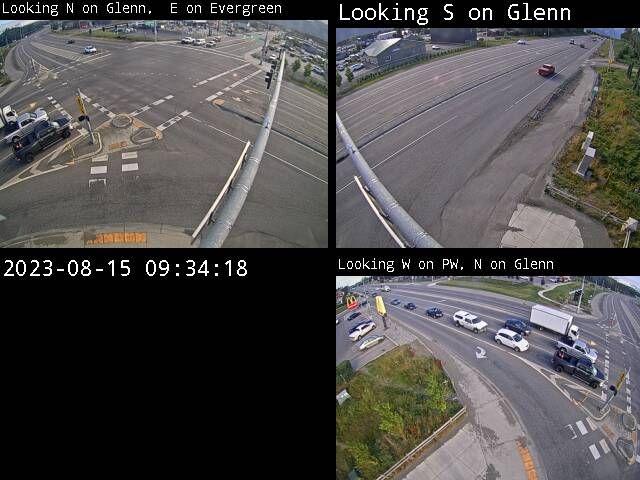 Looking N on Glenn,  E on Evergreen
Looking S on Glenn
2023-08-15 09:34:18
Looking W on PW, N on Glenn